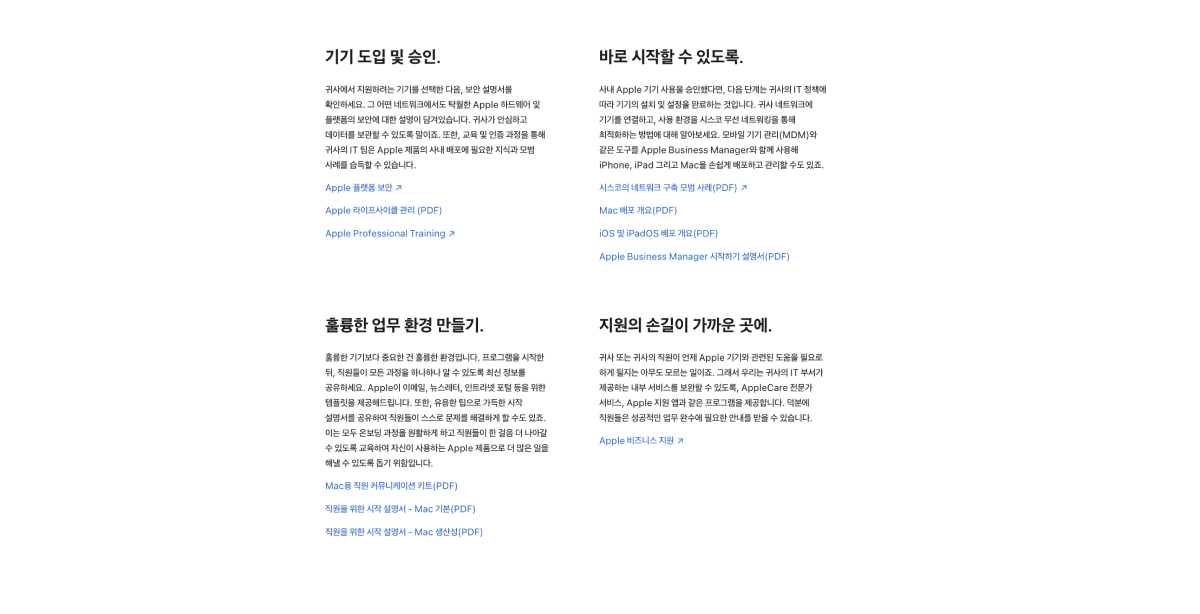 기기 도입 및 승인.
귀사에서 지원하려는 기기를 선택한 다음, 보안 설명서를
확인하세요. 그 어떤 네트워크에서도 탁월한 Apple 하드웨어 및
플랫폼의 보안에 대한 설명이 담겨있습니다. 귀사가 안심하고
데이터를 보관할 수 있도록 말이죠. 또한, 교육 및 인증 과정을 통해
귀사의 IT 팀은 Apple 제품의 사내 배포에 필요한 지식과 모범
사례를 습득할 수 있습니다.
Apple 플랫폼 보안 ↗
Apple 라이프사이클 관리 (PDF)
Apple Professional Training ↗
바로 시작할 수 있도록.
사내 Apple 기기 사용을 승인했다면, 다음 단계는 귀사의 IT 정책에
따라 기기의 설치 및 설정을 완료하는 것입니다. 귀사 네트워크에
기기를 연결하고, 사용 환경을 시스코 무선 네트워킹을 통해
최적화하는 방법에 대해 알아보세요. 모바일 기기 관리(MDM)와
같은 도구를 Apple Business Manager와 함께 사용해
iPhone, iPad 그리고 Mac을 손쉽게 배포하고 관리할 수도 있죠.
시스코의 네트워크 구축 모범 사례(PDF) ↗
Mac 배포 개요(PDF)
iOS 및 iPadOS 배포 개요(PDF)
Apple Business Manager 시작하기 설명서(PDF)
훌륭한 업무 환경 만들기.
훌륭한 기기보다 중요한 건 훌륭한 환경입니다. 프로그램을 시작한
뒤, 직원들이 모든 과정을 하나하나 알 수 있도록 최신 정보를
공유하세요. Apple이 이메일, 뉴스레터, 인트라넷 포털 등을 위한
템플릿을 제공해드립니다. 또한, 유용한 팁으로 가득한 시작
설명서를 공유하여 직원들이 스스로 문제를 해결하게 할 수도 있죠.
이는 모두 온보딩 과정을 원활하게 하고 직원들이 한 걸음 더 나아갈
수 있도록 교육하여 자신이 사용하는 Apple 제품으로 더 많은 일을
해낼 수 있도록 돕기 위함입니다.
Mac용 직원 커뮤니케이션 키트(PDF)
직원을 위한 시작 설명서 - Mac 기본(PDF)
직원을 위한 시작 설명서 - Mac 생산성(PDF)
지원의 손길이 가까운 곳에.
귀사 또는 귀사의 직원이 언제 Apple 기기와 관련된 도움을 필요로
하게 될지는 아무도 모르는 일이죠. 그래서 우리는 귀사의 IT 부서가
제공하는 내부 서비스를 보완할 수 있도록, AppleCare 전문가
서비스, Apple 지원 앱과 같은 프로그램을 제공합니다. 덕분에
직원들은 성공적인 업무 완수에 필요한 안내를 받을 수 있습니다.
Apple 비즈니스 지원 ↗